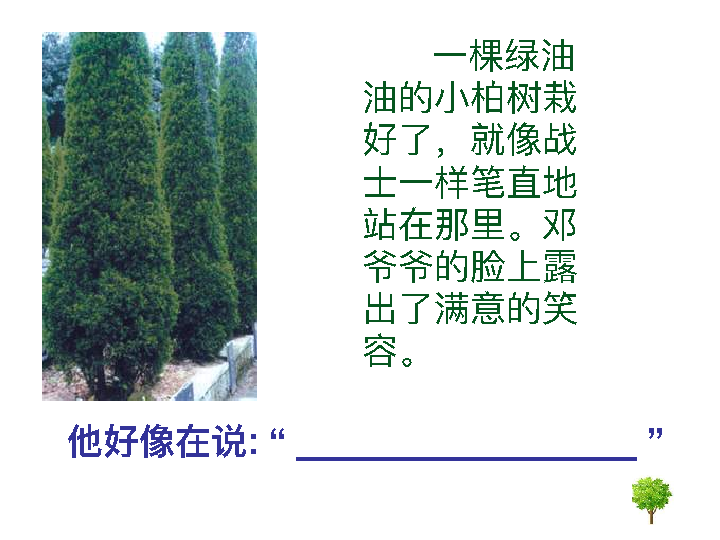 一棵绿油
油的小柏树栽
好了，就像战
士一样笔直地
站在那里。邓
爷爷的脸上露
出了满意的笑
容。
他好像在说:“ ________________ ”